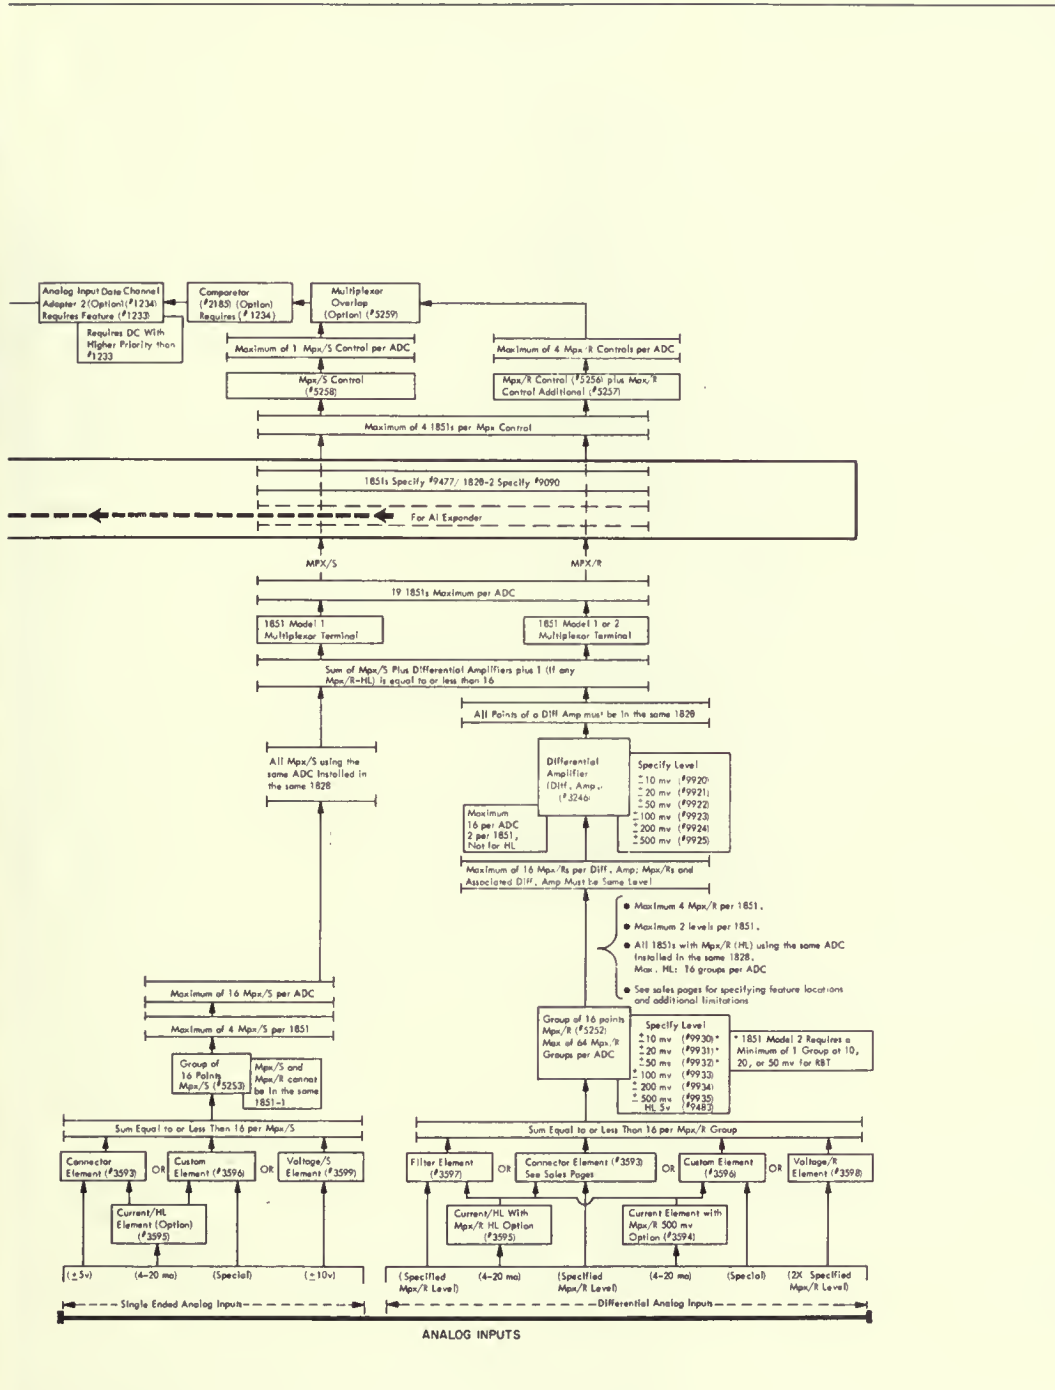 Analog Input Data Channel
Adapter 2 (Option) (#1234)
Requires Feature (#1233)
Requires DC With
Higher Priority than
#1233
Comparator
(#2185) (Option)
Requires (#1234)
Multiplexor
Overlap
(Option) (#5259)
Maximum of 1 Mpx/S Control per ADC
Maximum of 4 Mpx/R Controls per ADC
Mpx/S Control
(#5258)
Mpx/R Control (#5256) plus Mpx/R
Control Additional (#5257)
Maximum of 4 1851s per Mpx Control
1851s Specify #9477/ 1828-2 Specify #9090
For AI Expander
MPX/S
MPX/R
19 1851s Maximum per ADC
1851 Model 1
Multiplexor Terminal
1851 Model 1 or 2
Multiplexor Terminal
Sum of Mpx/S Plus Differential Amplifiers plus 1 (If any
Mpx/R-HL) is equal to or less than 16
All Points of a Diff Amp must be in the same 1828
All Mpx/S using the
same ADC Installed in
the same 1828
Differential
Amplifier
(Diff. Amp.)
(#3246)
Specify Level
±10 mv (#9920)
±20 mv (#9921)
±50 mv (#9922)
±100 mv (#9923)
±200 mv (#9924)
±500 mv (#9925)
Maximum
16 per ADC
2 per 1851,
Not for HL
Maximum of 16 Mpx/Rs per Diff. Amp; Mpx/Rs and
Associated Diff. Amp Must be Same Level
● Maximum 4 Mpx/R per 1851.
● Maximum 2 levels per 1851.
● All 1851s with Mpx/R (HL) using the same ADC
Installed in the same 1828.
Max. HL: 16 groups per ADC
● See sales pages for specifying feature locations
and additional limitations
Maximum of 16 Mpx/S per ADC
Maximum of 4 Mpx/S per 1851
Group of
16 Points
Mpx/S (#5253)
Mpx/S and
Mpx/R cannot
be in the same
1851-1
Group of 16 points
Mpx/R (#5252)
Max of 64 Mpx/R
Groups per ADC
Specify Level
±10 mv (#9930)*
±20 mv (#9931)*
±50 mv (#9932)*
±100 mv (#9933)
±200 mv (#9934)
±500 mv (#9935)
HL 5v (#9483)
* 1851 Model 2 Requires a
Minimum of 1 Group at 10,
20, or 50 mv for RBT
Sum Equal to or Less Than 16 per Mpx/S
Sum Equal to or Less Than 16 per Mpx/R Group
Connector
Element (#3593)
OR
Custom
Element (#3596)
OR
Voltage/S
Element (#3599)
Filter Element
(#3597)
OR
Connector Element (#3593)
See Sales Pages
OR
Custom Element
(#3596)
OR
Voltage/R
Element (#3598)
Current/HL
Element (Option)
(#3595)
Current/HL With
Mpx/R HL Option
(#3595)
Current Element with
Mpx/R 500 mv
Option (#3594)
(±5v)
(4-20 ma)
(Special)
(±10v)
(Specified
Mpx/R Level)
(4-20 ma)
(Specified
Mpx/R Level)
(4-20 ma)
(Special)
(2X Specified
Mpx/R Level)
Single Ended Analog Inputs
Differential Analog Inputs
ANALOG INPUTS